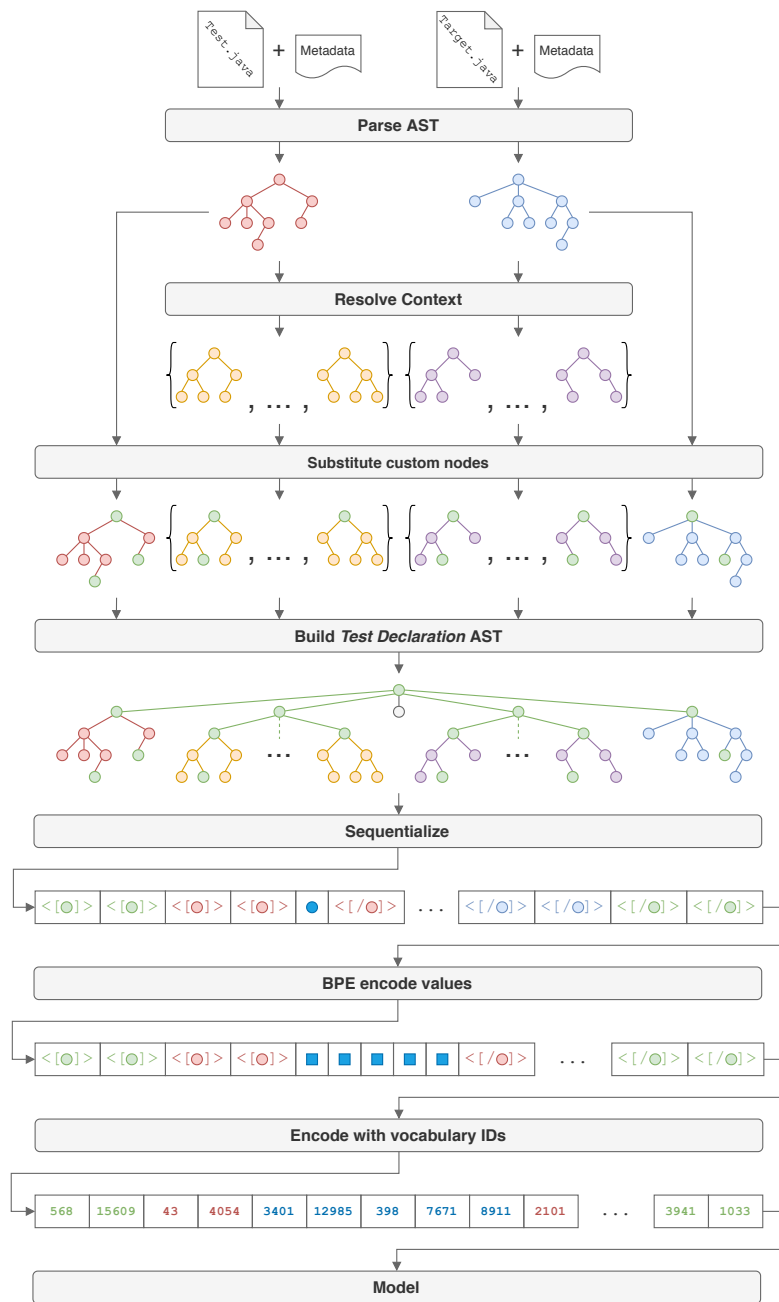 Test.java + Metadata Target.java + Metadata
Parse AST
Resolve Context
{ , ... , } { , ... , }
Substitute custom nodes
{ , ... , } { , ... , }
Build Test Declaration AST
... ...
Sequentialize
<[]> <[]> <[]> <[]> <[/]> ... <[/]> <[/]> <[/]> <[/]>
BPE encode values
<[]> <[]> <[]> <[]> <[/]> ... <[/]> <[/]>
Encode with vocabulary IDs
568 15609 43 4054 3401 12985 398 7671 8911 2101 ... 3941 1033
Model